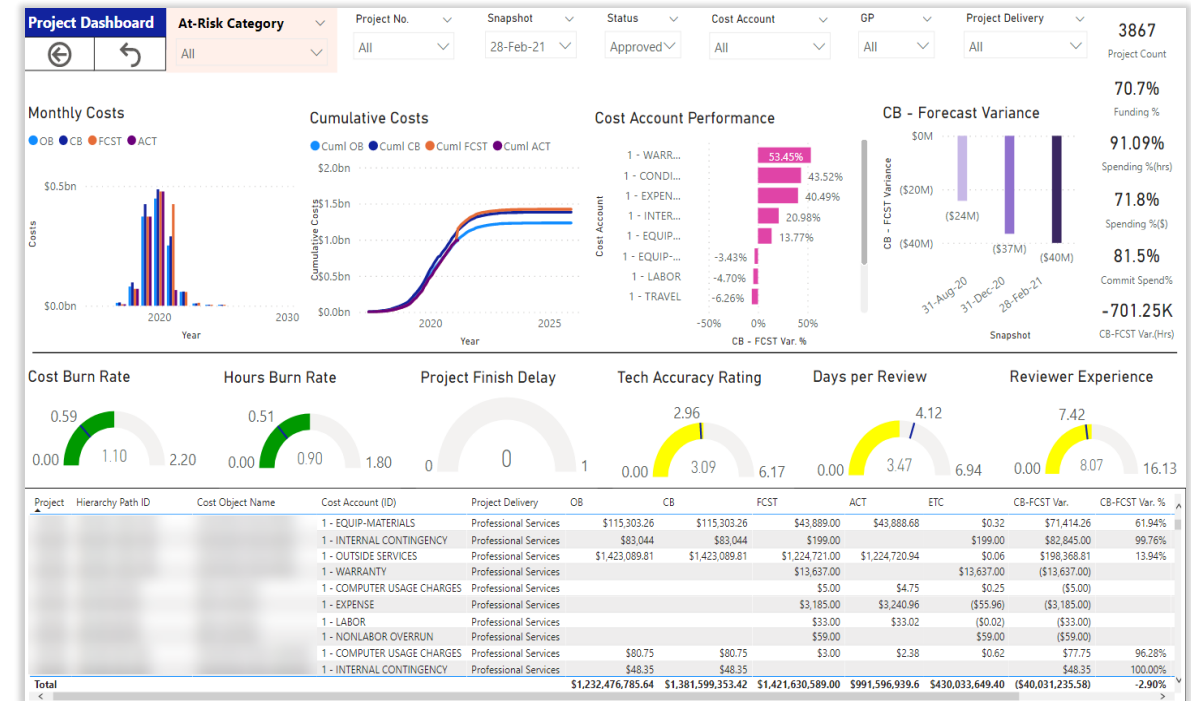 Project Dashboard
At-Risk Category
All
Project No.
All
Snapshot
28-Feb-21
Status
Approved
Cost Account
All
GP
All
Project Delivery
All
3867
Project Count
70.7%
Funding %
91.09%
Spending %(hrs)
71.8%
Spending %($)
81.5%
Commit Spend%
-701.25K
CB-FCST Var.(Hrs)
Monthly Costs
OB CB FCST ACT
$0.5bn
$0.0bn
Costs
2020 2030
Year
Cumulative Costs
Cuml OB Cuml CB Cuml FCST Cuml ACT
$2.0bn
$1.5bn
$1.0bn
$0.5bn
$0.0bn
Cumulative Costs
2020 2025
Year
Cost Account Performance
Cost Account
1 - WARR... 53.45%
1 - CONDI... 43.52%
1 - EXPEN... 40.49%
1 - INTER... 20.98%
1 - EQUIP... 13.77%
1 - EQUIP-... -3.43%
1 - LABOR -4.70%
1 - TRAVEL -6.26%
-50% 0% 50%
CB - FCST Var. %
CB - Forecast Variance
CB - FCST Variance
$0M
($20M)
($40M)
($24M)
($37M)
($40M)
31-Aug-20 31-Dec-20 28-Feb-21
Snapshot
Cost Burn Rate
0.59
0.00 1.10 2.20
Hours Burn Rate
0.51
0.00 0.90 1.80
Project Finish Delay
0 0 1
Tech Accuracy Rating
2.96
0.00 3.09 6.17
Days per Review
4.12
0.00 3.47 6.94
Reviewer Experience
7.42
0.00 8.07 16.13
Project Hierarchy Path ID Cost Object Name Cost Account (ID) Project Delivery OB CB FCST ACT ETC CB-FCST Var. CB-FCST Var. %
1 - EQUIP-MATERIALS Professional Services $115,303.26 $115,303.26 $43,889.00 $43,888.68 $0.32 $71,414.26 61.94%
1 - INTERNAL CONTINGENCY Professional Services $83,044 $83,044 $199.00 $199.00 $82,845.00 99.76%
1 - OUTSIDE SERVICES Professional Services $1,423,089.81 $1,423,089.81 $1,224,721.00 $1,224,720.94 $0.06 $198,368.81 13.94%
1 - WARRANTY Professional Services $13,637.00 $13,637.00 ($13,637.00)
1 - COMPUTER USAGE CHARGES Professional Services $5.00 $4.75 $0.25 ($5.00)
1 - EXPENSE Professional Services $3,185.00 $3,240.96 ($55.96) ($3,185.00)
1 - LABOR Professional Services $33.00 $33.02 ($0.02) ($33.00)
1 - NONLABOR OVERRUN Professional Services $59.00 $59.00 ($59.00)
1 - COMPUTER USAGE CHARGES Professional Services $80.75 $80.75 $3.00 $2.38 $0.62 $77.75 96.28%
1 - INTERNAL CONTINGENCY Professional Services $48.35 $48.35 $48.35 100.00%
Total $1,232,476,785.64 $1,381,599,353.42 $1,421,630,589.00 $991,596,939.6 $430,033,649.40 ($40,031,235.58) -2.90%